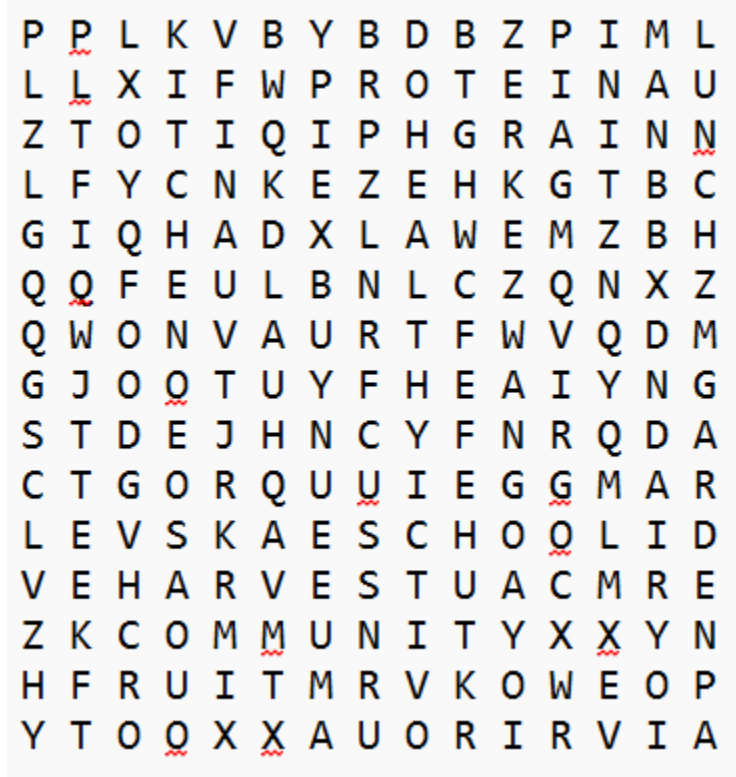 P P L K V B Y B D B Z P I M L
L L X I F W P R O T E I N A U
Z T O T I Q I P H G R A I N N
L F Y C N K E Z E H K G T B C
G I Q H A D X L A W E M Z B H
Q Q F E U L B N L C Z Q N X Z
Q W O N V A U R T F W V Q D M
G J O O T U Y F H E A I Y N G
S T D E J H N C Y F N R Q D A
C T G O R Q U U I E G G M A R
L E V S K A E S C H O O L I D
V E H A R V E S T U A C M R E
Z K C O M M U N I T Y X X Y N
H F R U I T M R V K O W E O P
Y T O O X X A U O R I R V I A